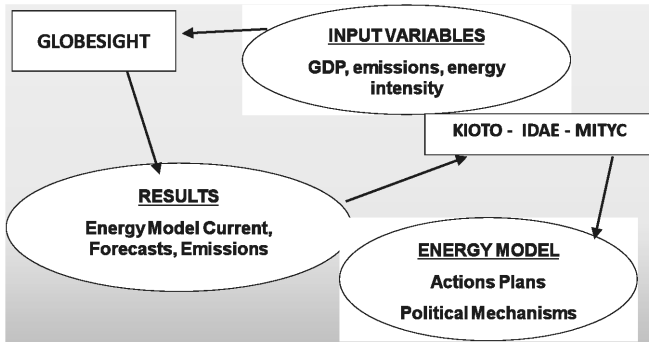 GLOBESIGHT
INPUT VARIABLES
GDP, emissions, energy
intensity
KIOTO - IDAE - MITYC
RESULTS
Energy Model Current,
Forecasts, Emissions
ENERGY MODEL
Actions Plans
Political Mechanisms